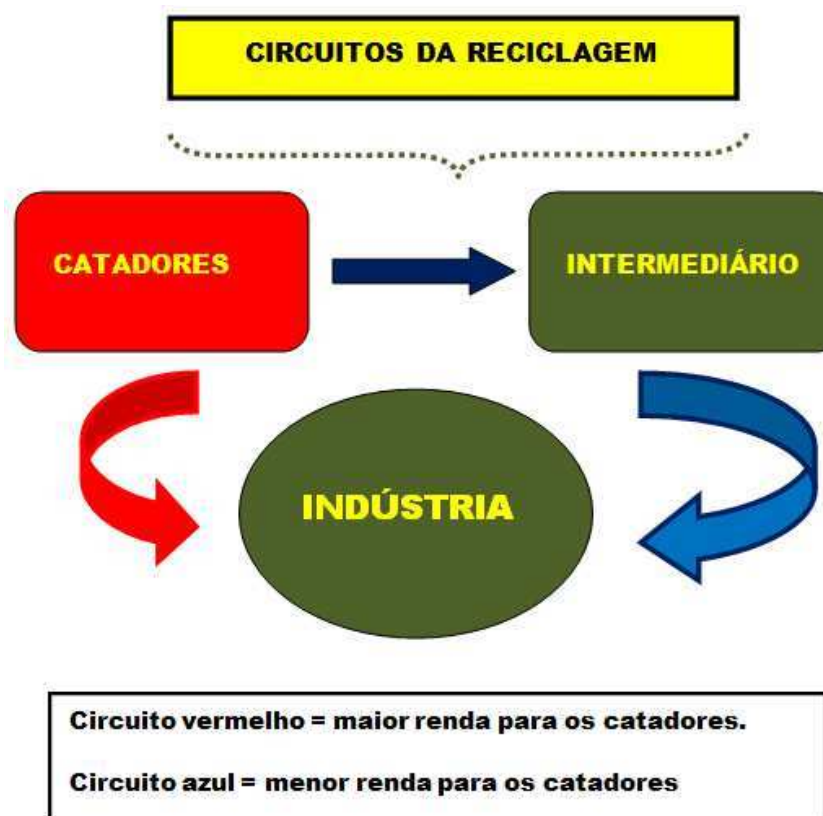 CIRCUITOS DA RECICLAGEM
CATADORES
INTERMEDIÁRIO
INDÚSTRIA
Circuito vermelho = maior renda para os catadores.
Circuito azul = menor renda para os catadores